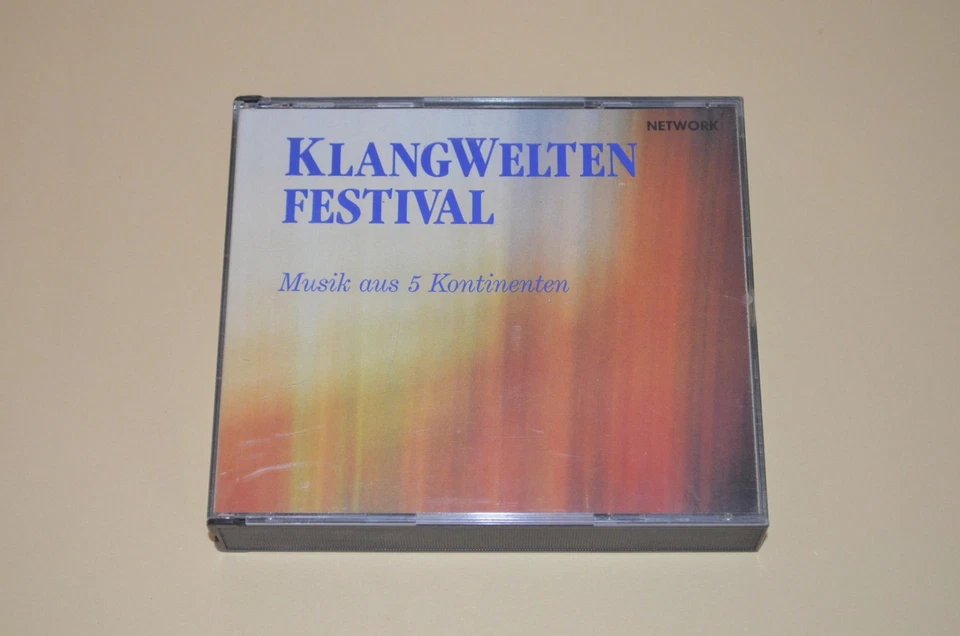 NETWORK
KLANGWELTEN
FESTIVAL
Musik aus 5 Kontinenten